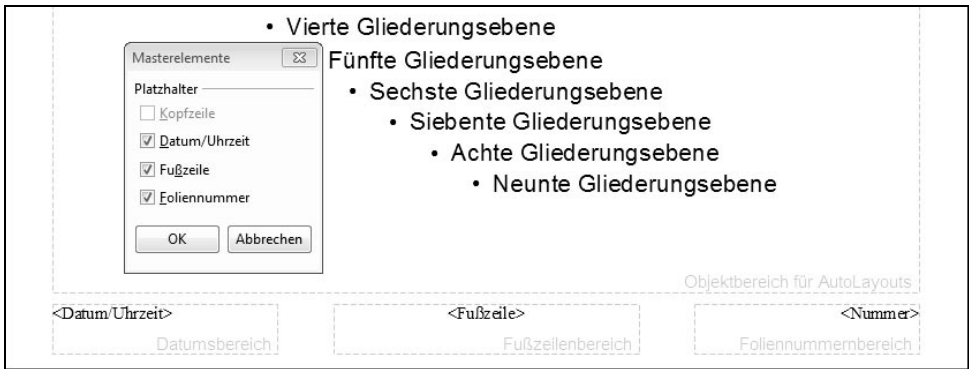 • Vierte Gliederungsebene
Masterelemente
Fünfte Gliederungsebene
Platzhalter
• Sechste Gliederungsebene
Kopfzeile
• Siebente Gliederungsebene
Datum/Uhrzeit
• Achte Gliederungsebene
Fußzeile
• Neunte Gliederungsebene
Foliennummer
OK Abbrechen
Objektbereich für AutoLayouts
<Datum/Uhrzeit> <Fußzeile> <Nummer>
Datumsbereich Fußzeilenbereich Foliennummernbereich